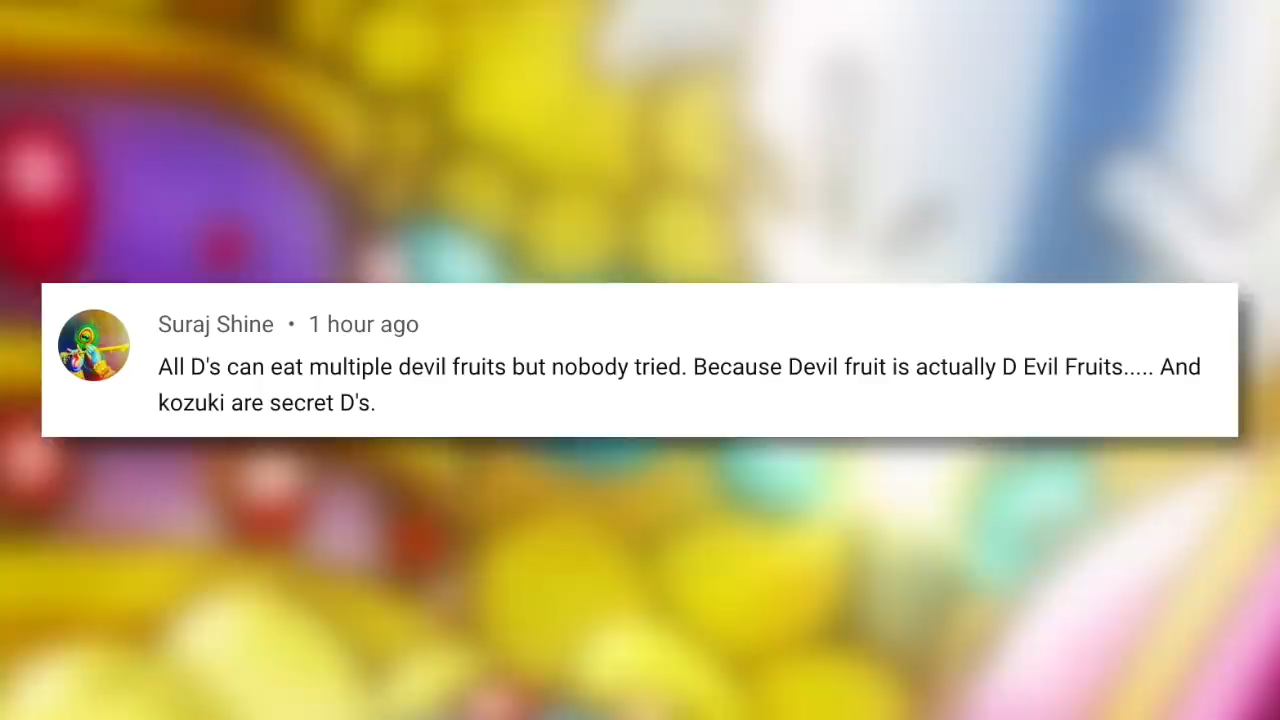 Suraj Shine • 1 hour ago
All D's can eat multiple devil fruits but nobody tried. Because Devil fruit is actually D Evil Fruits..... And
kozuki are secret D's.